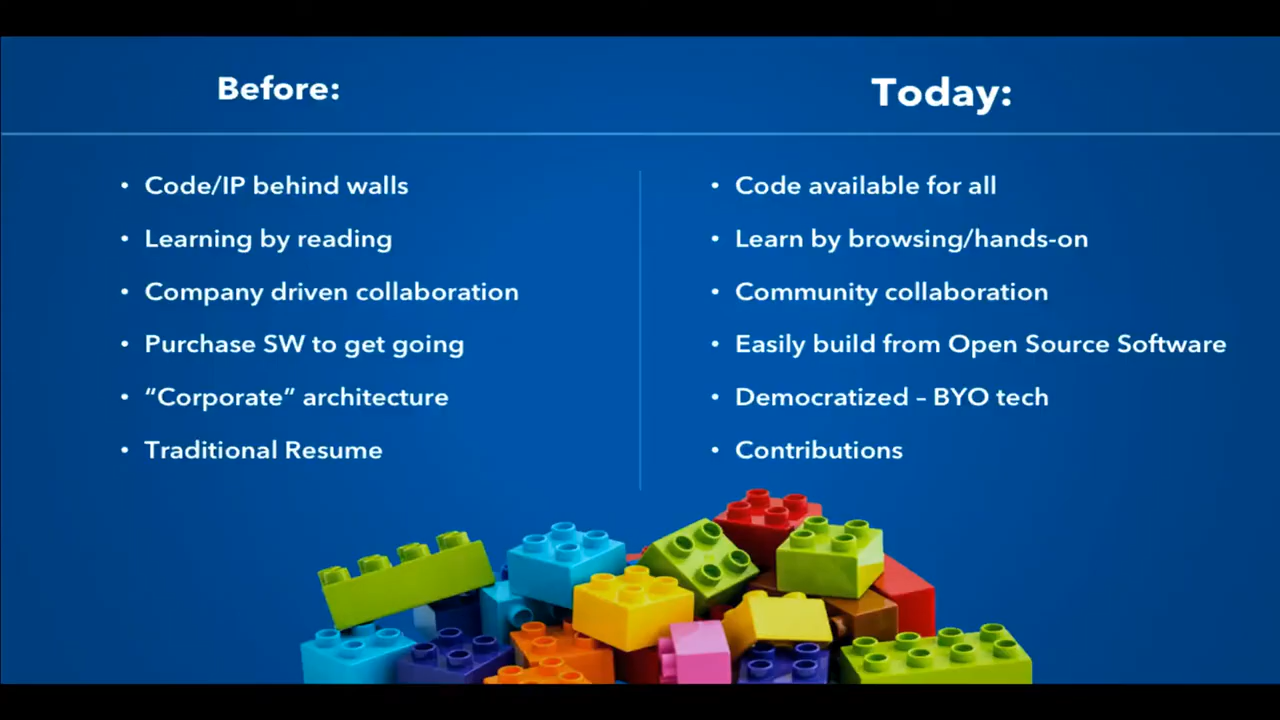 Before:
Code/IP behind walls
Learning by reading
Company driven collaboration
Purchase SW to get going
“Corporate” architecture
Traditional Resume
Today:
Code available for all
Learn by browsing/hands-on
Community collaboration
Easily build from Open Source Software
Democratized – BYO tech
Contributions